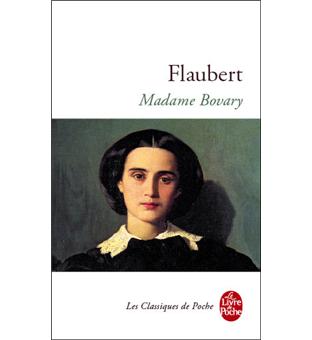 Flaubert
Madame Bovary
Les Classiques de Poche
Le
Livre
de
Poche